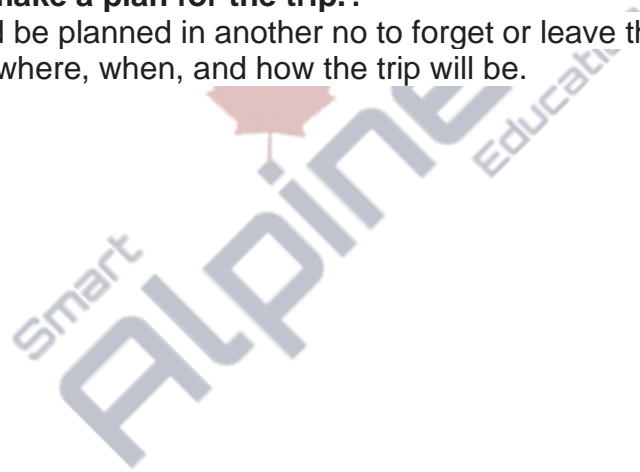 make a plan for the trip.?
be planned in another no to forget or leave
where, when, and how the trip will be.
Smart
Alpine
Education